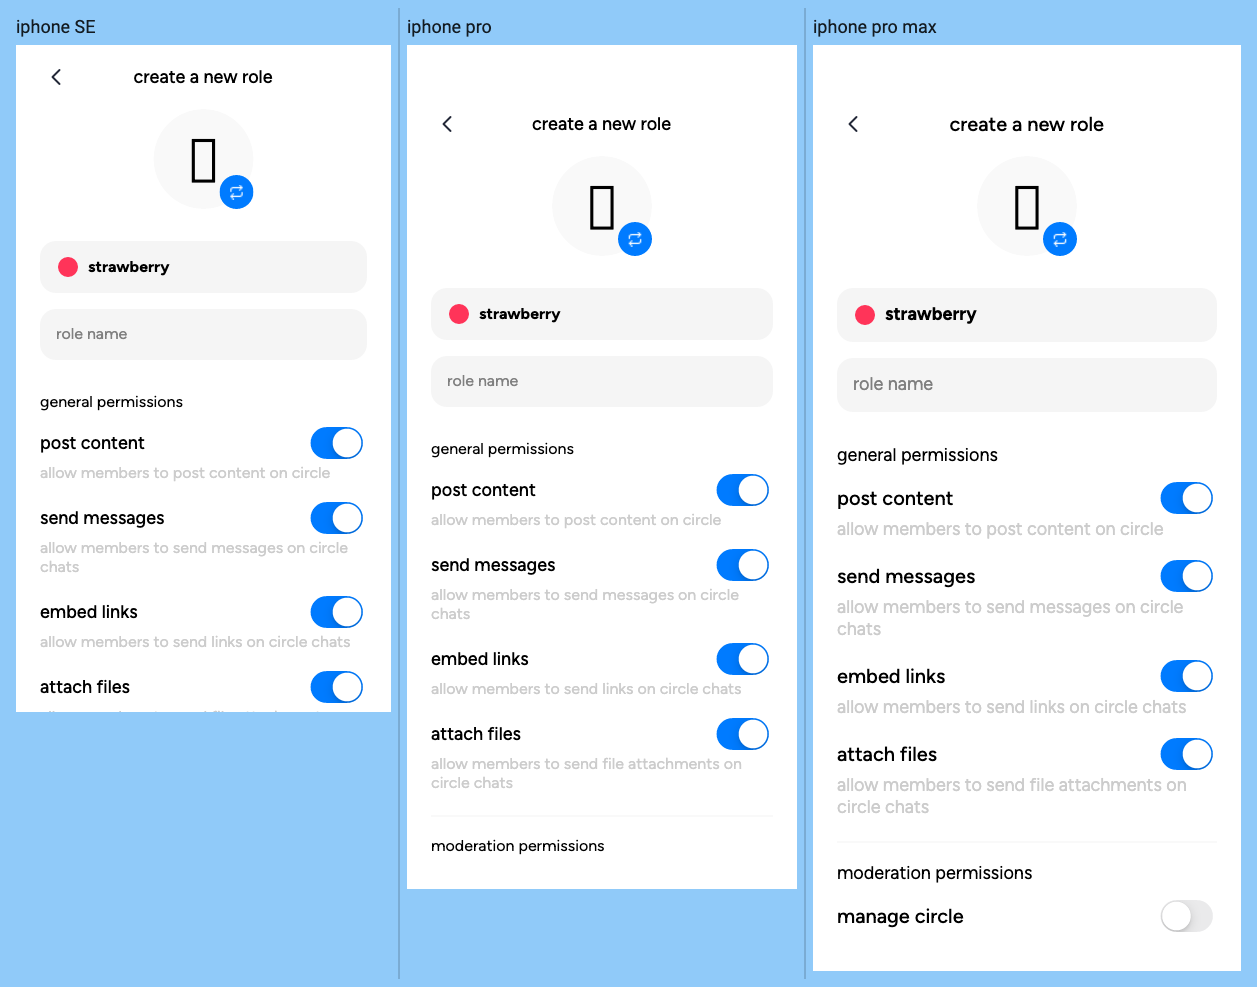 iphone SE
create a new role
strawberry
role name
general permissions
post content
allow members to post content on circle
send messages
allow members to send messages on circle
chats
embed links
allow members to send links on circle chats
attach files
iphone pro
create a new role
strawberry
role name
general permissions
post content
allow members to post content on circle
send messages
allow members to send messages on circle
chats
embed links
allow members to send links on circle chats
attach files
allow members to send file attachments on
circle chats
moderation permissions
iphone pro max
create a new role
strawberry
role name
general permissions
post content
allow members to post content on circle
send messages
allow members to send messages on circle
chats
embed links
allow members to send links on circle chats
attach files
allow members to send file attachments on
circle chats
moderation permissions
manage circle